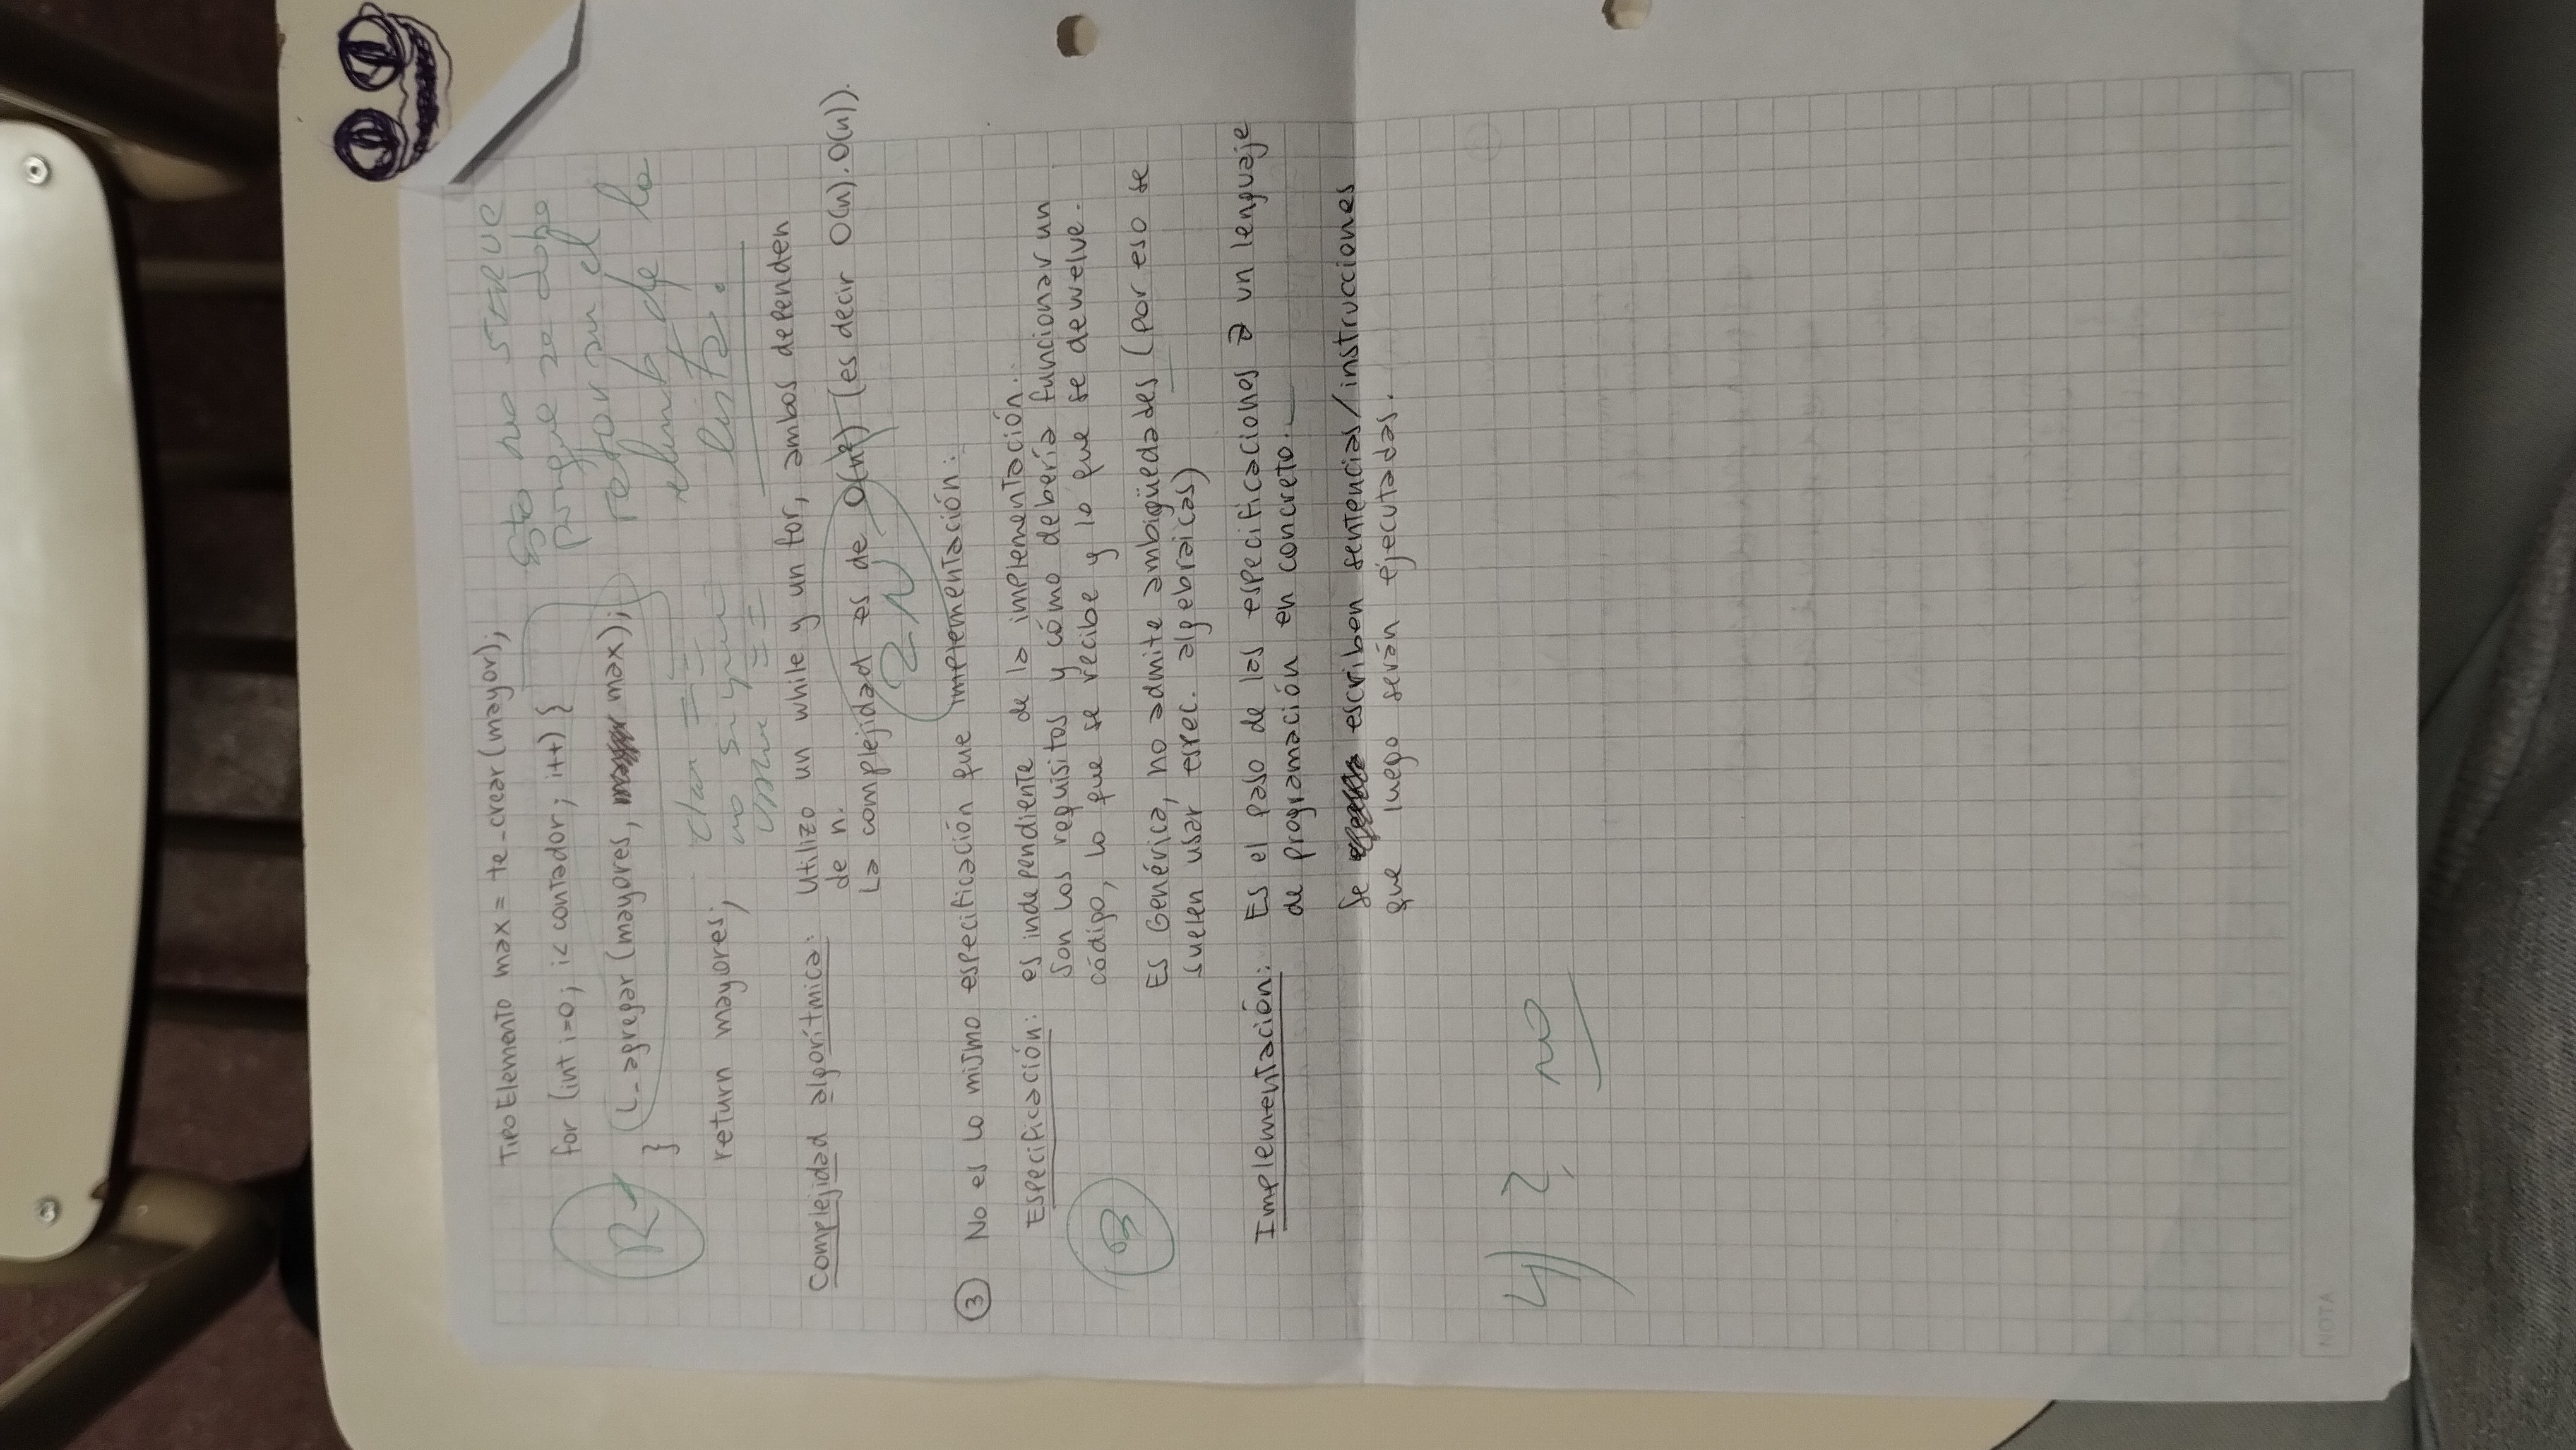 TipoElemento max = te_crear(mayor);
for (int i=0; i< contador; i++) {
L_agregar (mayores, max);
}
return mayores;
R-
Esto no SIRVE
porque se debe
retornar el
de la
lista.
clave ==
no sigue
==
Complejidad algorítmica: Utilizo un while y un for, ambos dependen
de n.
La complejidad es de O(n²) (es decir O(n).O(n)).
2N
③ No es lo mismo especificación que implementación:
Especificación: es independiente de la implementación.
Son los requisitos y cómo debería funcionar un
código, lo que se recibe y lo que se devuelve.
B
Es Genérica, no admite ambigüedades (por eso se
suelen usar espec. algebraicas)
Implementación: Es el paso de las especificaciones a un lenguaje
de programación en concreto.
Se escriben sentencias/instrucciones
que luego serán ejecutadas.
4) ? no
NOTA